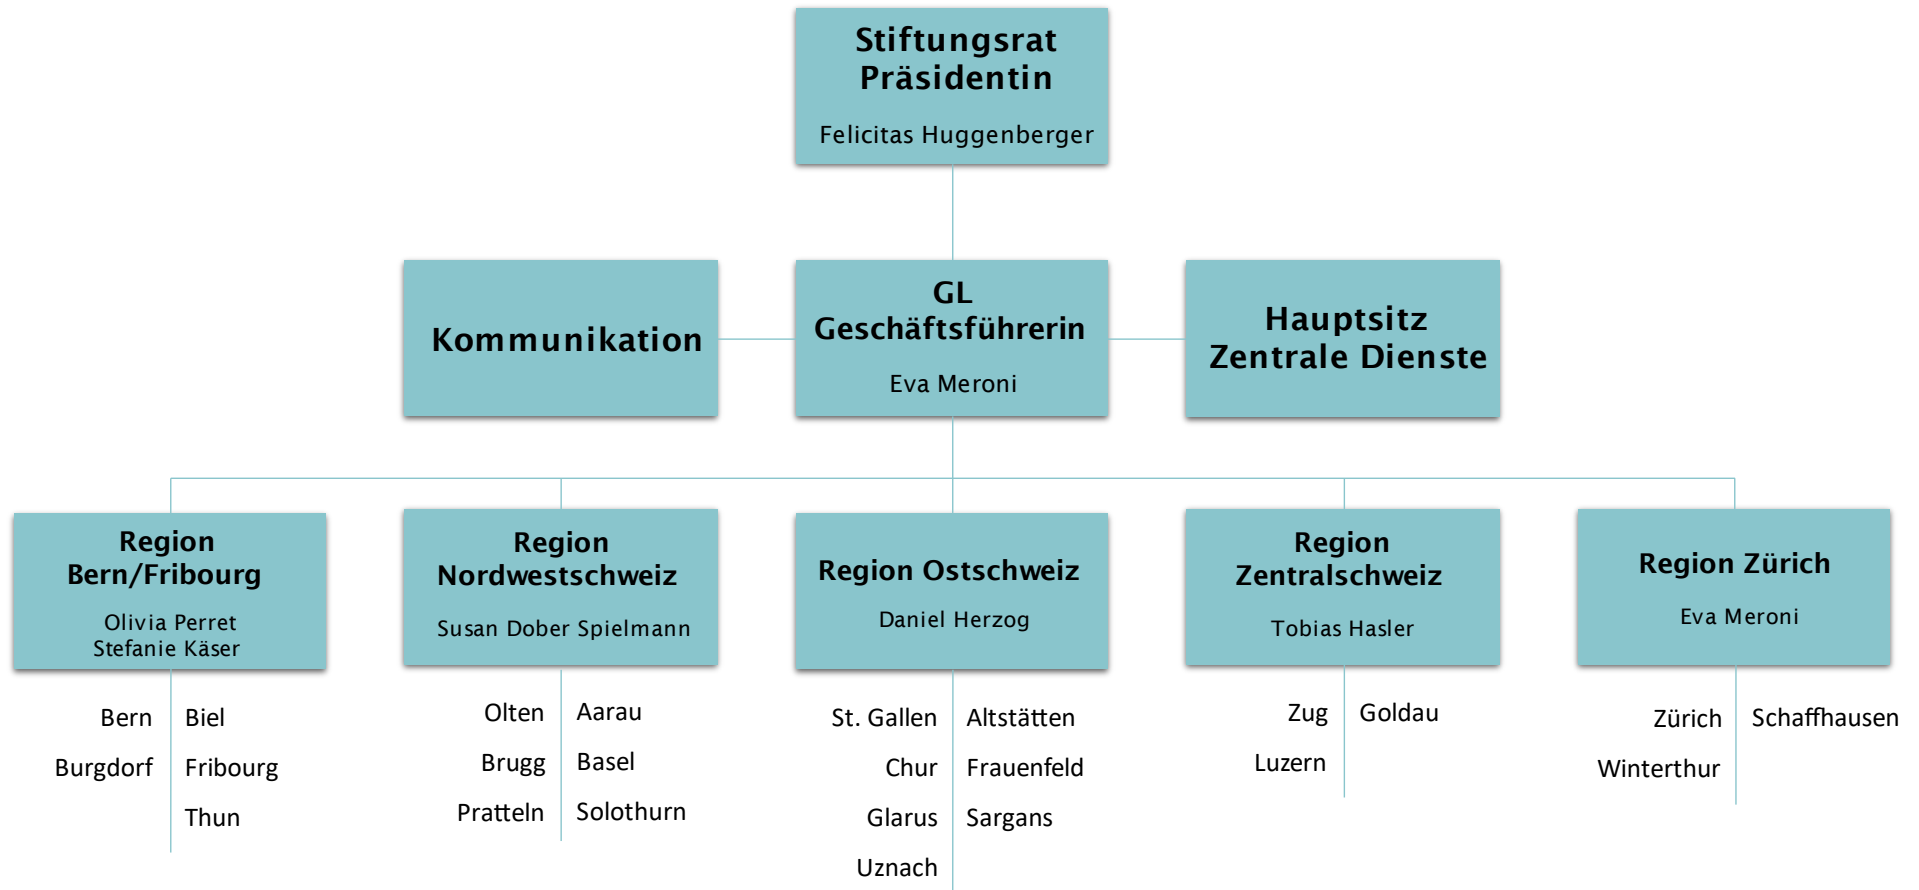 Stiftungsrat
Präsidentin
Felicitas Huggenberger
Kommunikation
GL
Geschäftsführerin
Eva Meroni
Hauptsitz
Zentrale Dienste
Region
Bern/Fribourg
Olivia Perret
Stefanie Käser
Region
Nordwestschweiz
Susan Dober Spielmann
Region Ostschweiz
Daniel Herzog
Region
Zentralschweiz
Tobias Hasler
Region Zürich
Eva Meroni
Bern Biel
Burgdorf Fribourg
Thun
Olten Aarau
Brugg Basel
Pratteln Solothurn
St. Gallen Altstätten
Chur Frauenfeld
Glarus Sargans
Uznach
Zug Goldau
Luzern
Zürich Schaffhausen
Winterthur